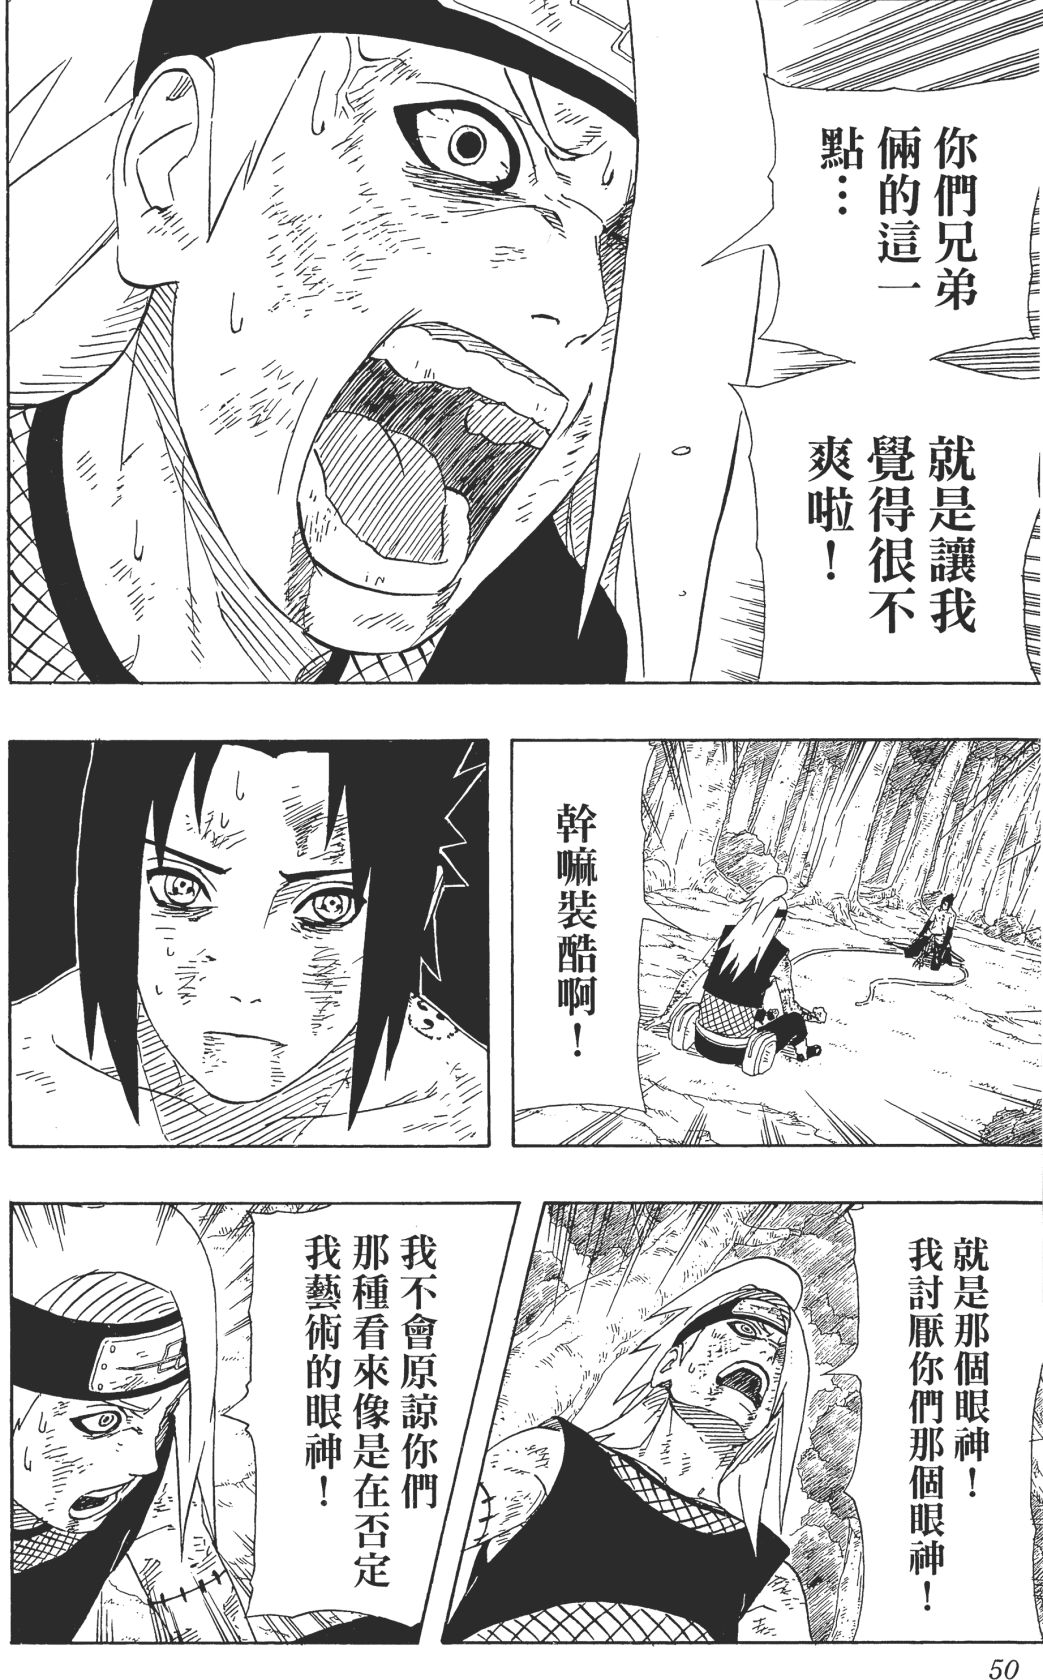 你們兄弟
倆的這一
點…
就是讓我
覺得很不
爽啦！
幹嘛裝酷啊！
就是那個眼神！
我討厭你們那個眼神！
我不會原諒你們
那種看來像是在否定
我藝術的眼神！
50